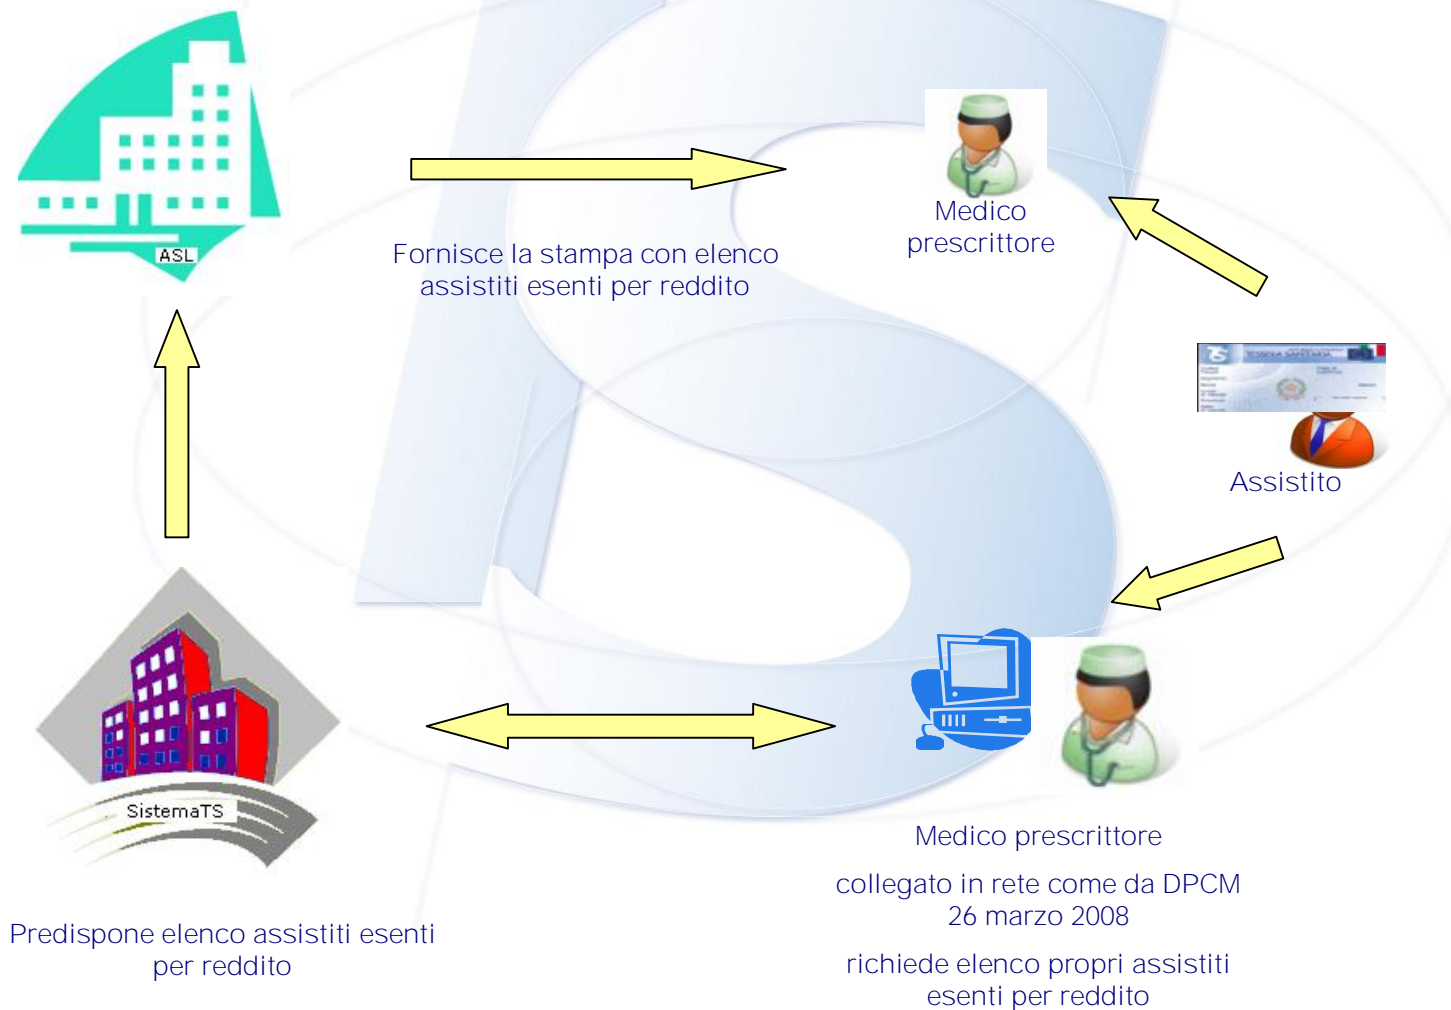 ASL
Fornisce la stampa con elenco
assistiti esenti per reddito
Medico
prescrittore
TESSERA SANITARIA
Assistito
SistemaTS
Predispone elenco assistiti esenti
per reddito
Medico prescrittore
collegato in rete come da DPCM
26 marzo 2008
richiede elenco propri assistiti
esenti per reddito